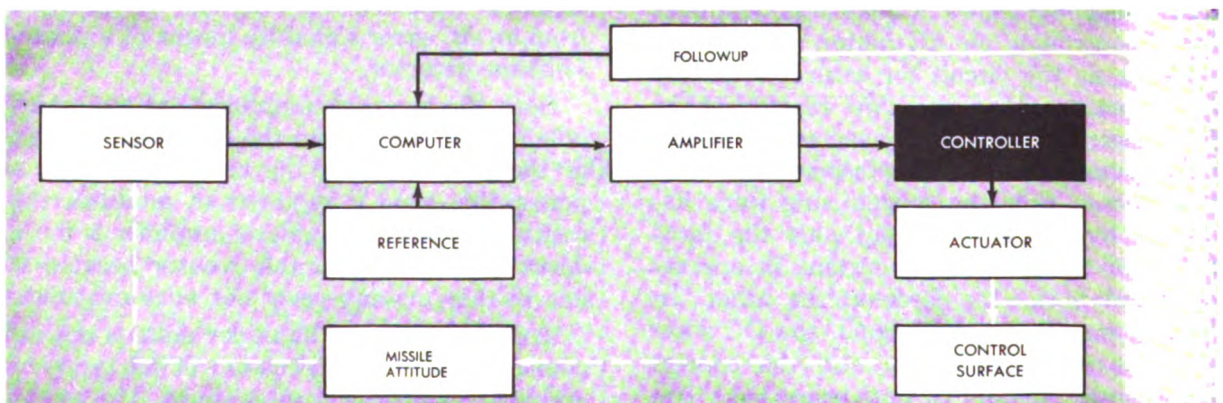 FOLLOWUP
SENSOR
COMPUTER
AMPLIFIER
CONTROLLER
REFERENCE
ACTUATOR
MISSILE
ATTITUDE
CONTROL
SURFACE